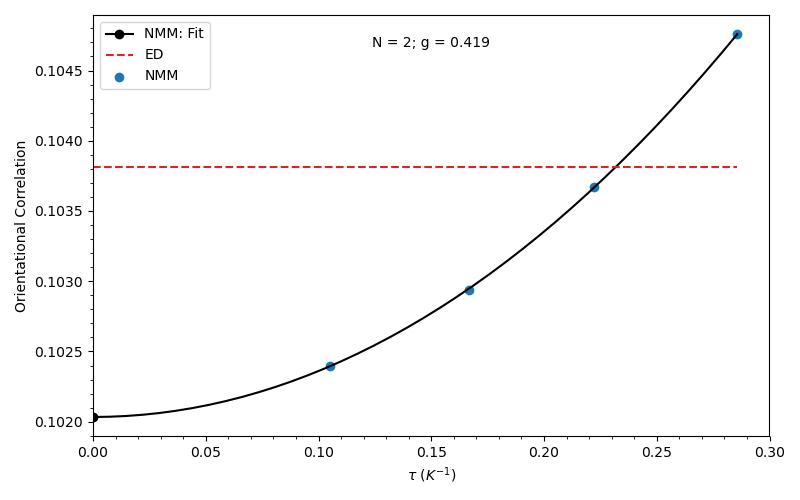 NMM: Fit
ED
NMM
N = 2; g = 0.419
Orientational Correlation
0.1045
0.1040
0.1035
0.1030
0.1025
0.1020
0.00 0.05 0.10 0.15 0.20 0.25 0.30
τ (K⁻¹)